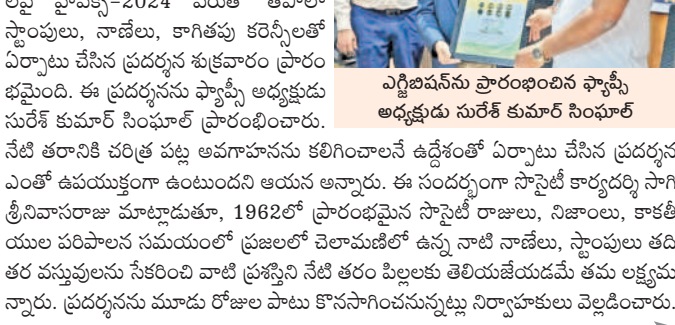 లపై హైపెక్స్-2024 పేరుతో తపాలా
స్టాంపులు, నాణేలు, కాగితపు కరెన్సీలతో
ఏర్పాటు చేసిన ప్రదర్శన శుక్రవారం ప్రారం
భమైంది. ఈ ప్రదర్శనను ఫ్యాప్సీ అధ్యక్షుడు
సురేశ్ కుమార్ సింఘాల్ ప్రారంభించారు.
ఎగ్జిబిషన్‌ను ప్రారంభించిన ఫ్యాప్సీ
అధ్యక్షుడు సురేశ్ కుమార్ సింఘాల్
నేటి తరానికి చరిత్ర పట్ల అవగాహనను కలిగించాలనే ఉద్దేశంతో ఏర్పాటు చేసిన ప్రదర్శన
ఎంతో ఉపయుక్తంగా ఉంటుందని ఆయన అన్నారు. ఈ సందర్భంగా సొసైటీ కార్యదర్శి సాగి
శ్రీనివాసరాజు మాట్లాడుతూ, 1962లో ప్రారంభమైన సొసైటీ రాజులు, నిజాంలు, కాకతీ
యుల పరిపాలన సమయంలో ప్రజలలో చెలామణిలో ఉన్న నాటి నాణేలు, స్టాంపులు తది
తర వస్తువులను సేకరించి వాటి ప్రశస్తిని నేటి తరం పిల్లలకు తెలియజేయడమే తమ లక్ష్యమ
న్నారు. ప్రదర్శనను మూడు రోజుల పాటు కొనసాగించనున్నట్లు నిర్వాహకులు వెల్లడించారు.